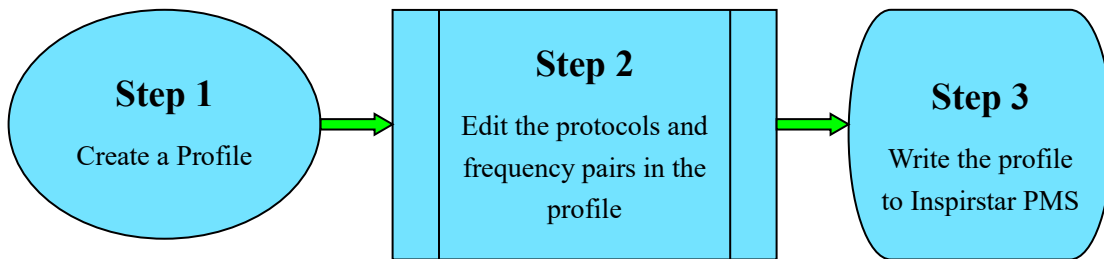 Step 1
Create a Profile
Step 2
Edit the protocols and
frequency pairs in the
profile
Step 3
Write the profile
to Inspirstar PMS